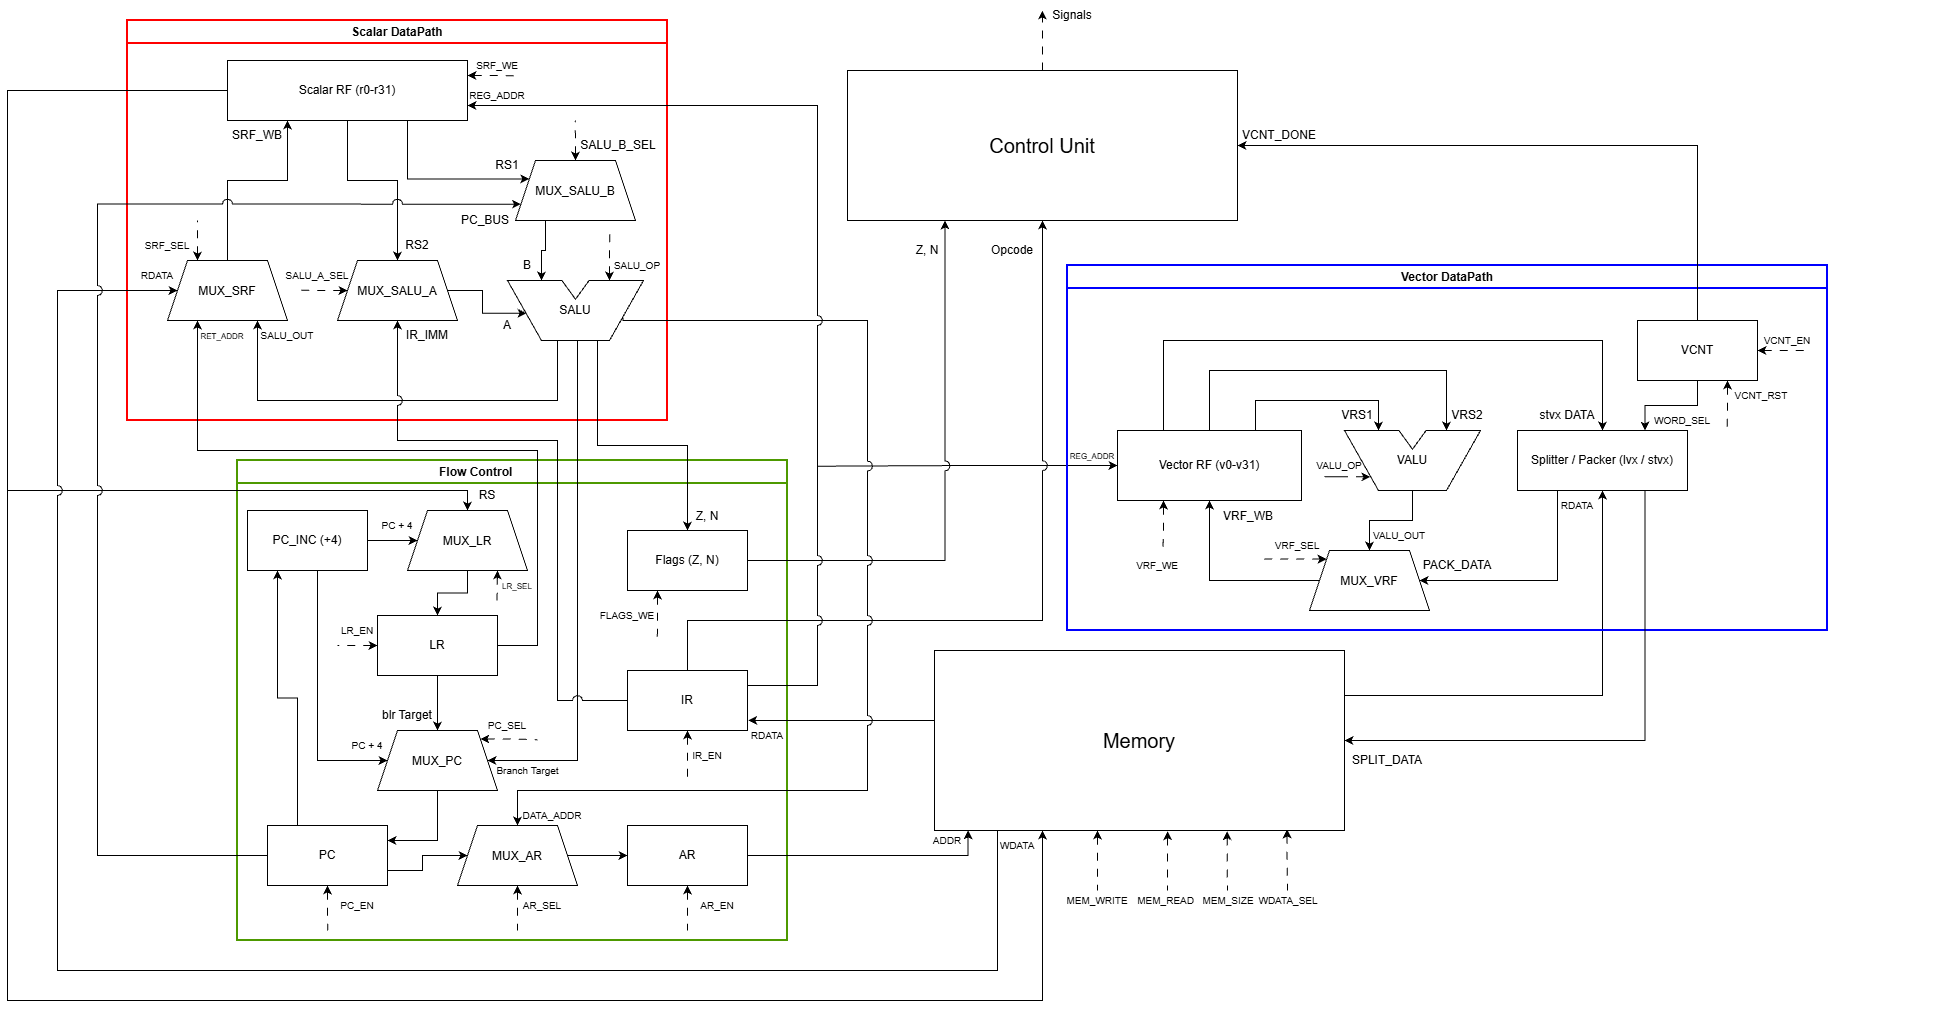 Signals
Scalar DataPath
Scalar RF (r0-r31)
SRF_WE
REG_ADDR
SRF_WB
SALU_B_SEL
RS1
MUX_SALU_B
PC_BUS
SRF_SEL
RS2
RDATA
SALU_A_SEL
B
SALU_OP
MUX_SRF
MUX_SALU_A
SALU
A
RET_ADDR
SALU_OUT
IR_IMM
Control Unit
VCNT_DONE
Z, N
Opcode
Vector DataPath
VCNT
VCNT_EN
VCNT_RST
VRS1
VRS2
stvx DATA
WORD_SEL
REG_ADDR
Vector RF (v0-v31)
VALU_OP
VALU
Splitter / Packer (lvx / stvx)
RDATA
VRF_WB
VALU_OUT
VRF_SEL
VRF_WE
PACK_DATA
MUX_VRF
Flow Control
RS
Z, N
PC_INC (+4)
PC + 4
MUX_LR
Flags (Z, N)
LR_SEL
FLAGS_WE
LR_EN
LR
IR
blr Target
PC_SEL
RDATA
PC + 4
MUX_PC
IR_EN
Branch Target
Memory
SPLIT_DATA
DATA_ADDR
PC
MUX_AR
AR
ADDR
WDATA
PC_EN
AR_SEL
AR_EN
MEM_WRITE
MEM_READ
MEM_SIZE
WDATA_SEL